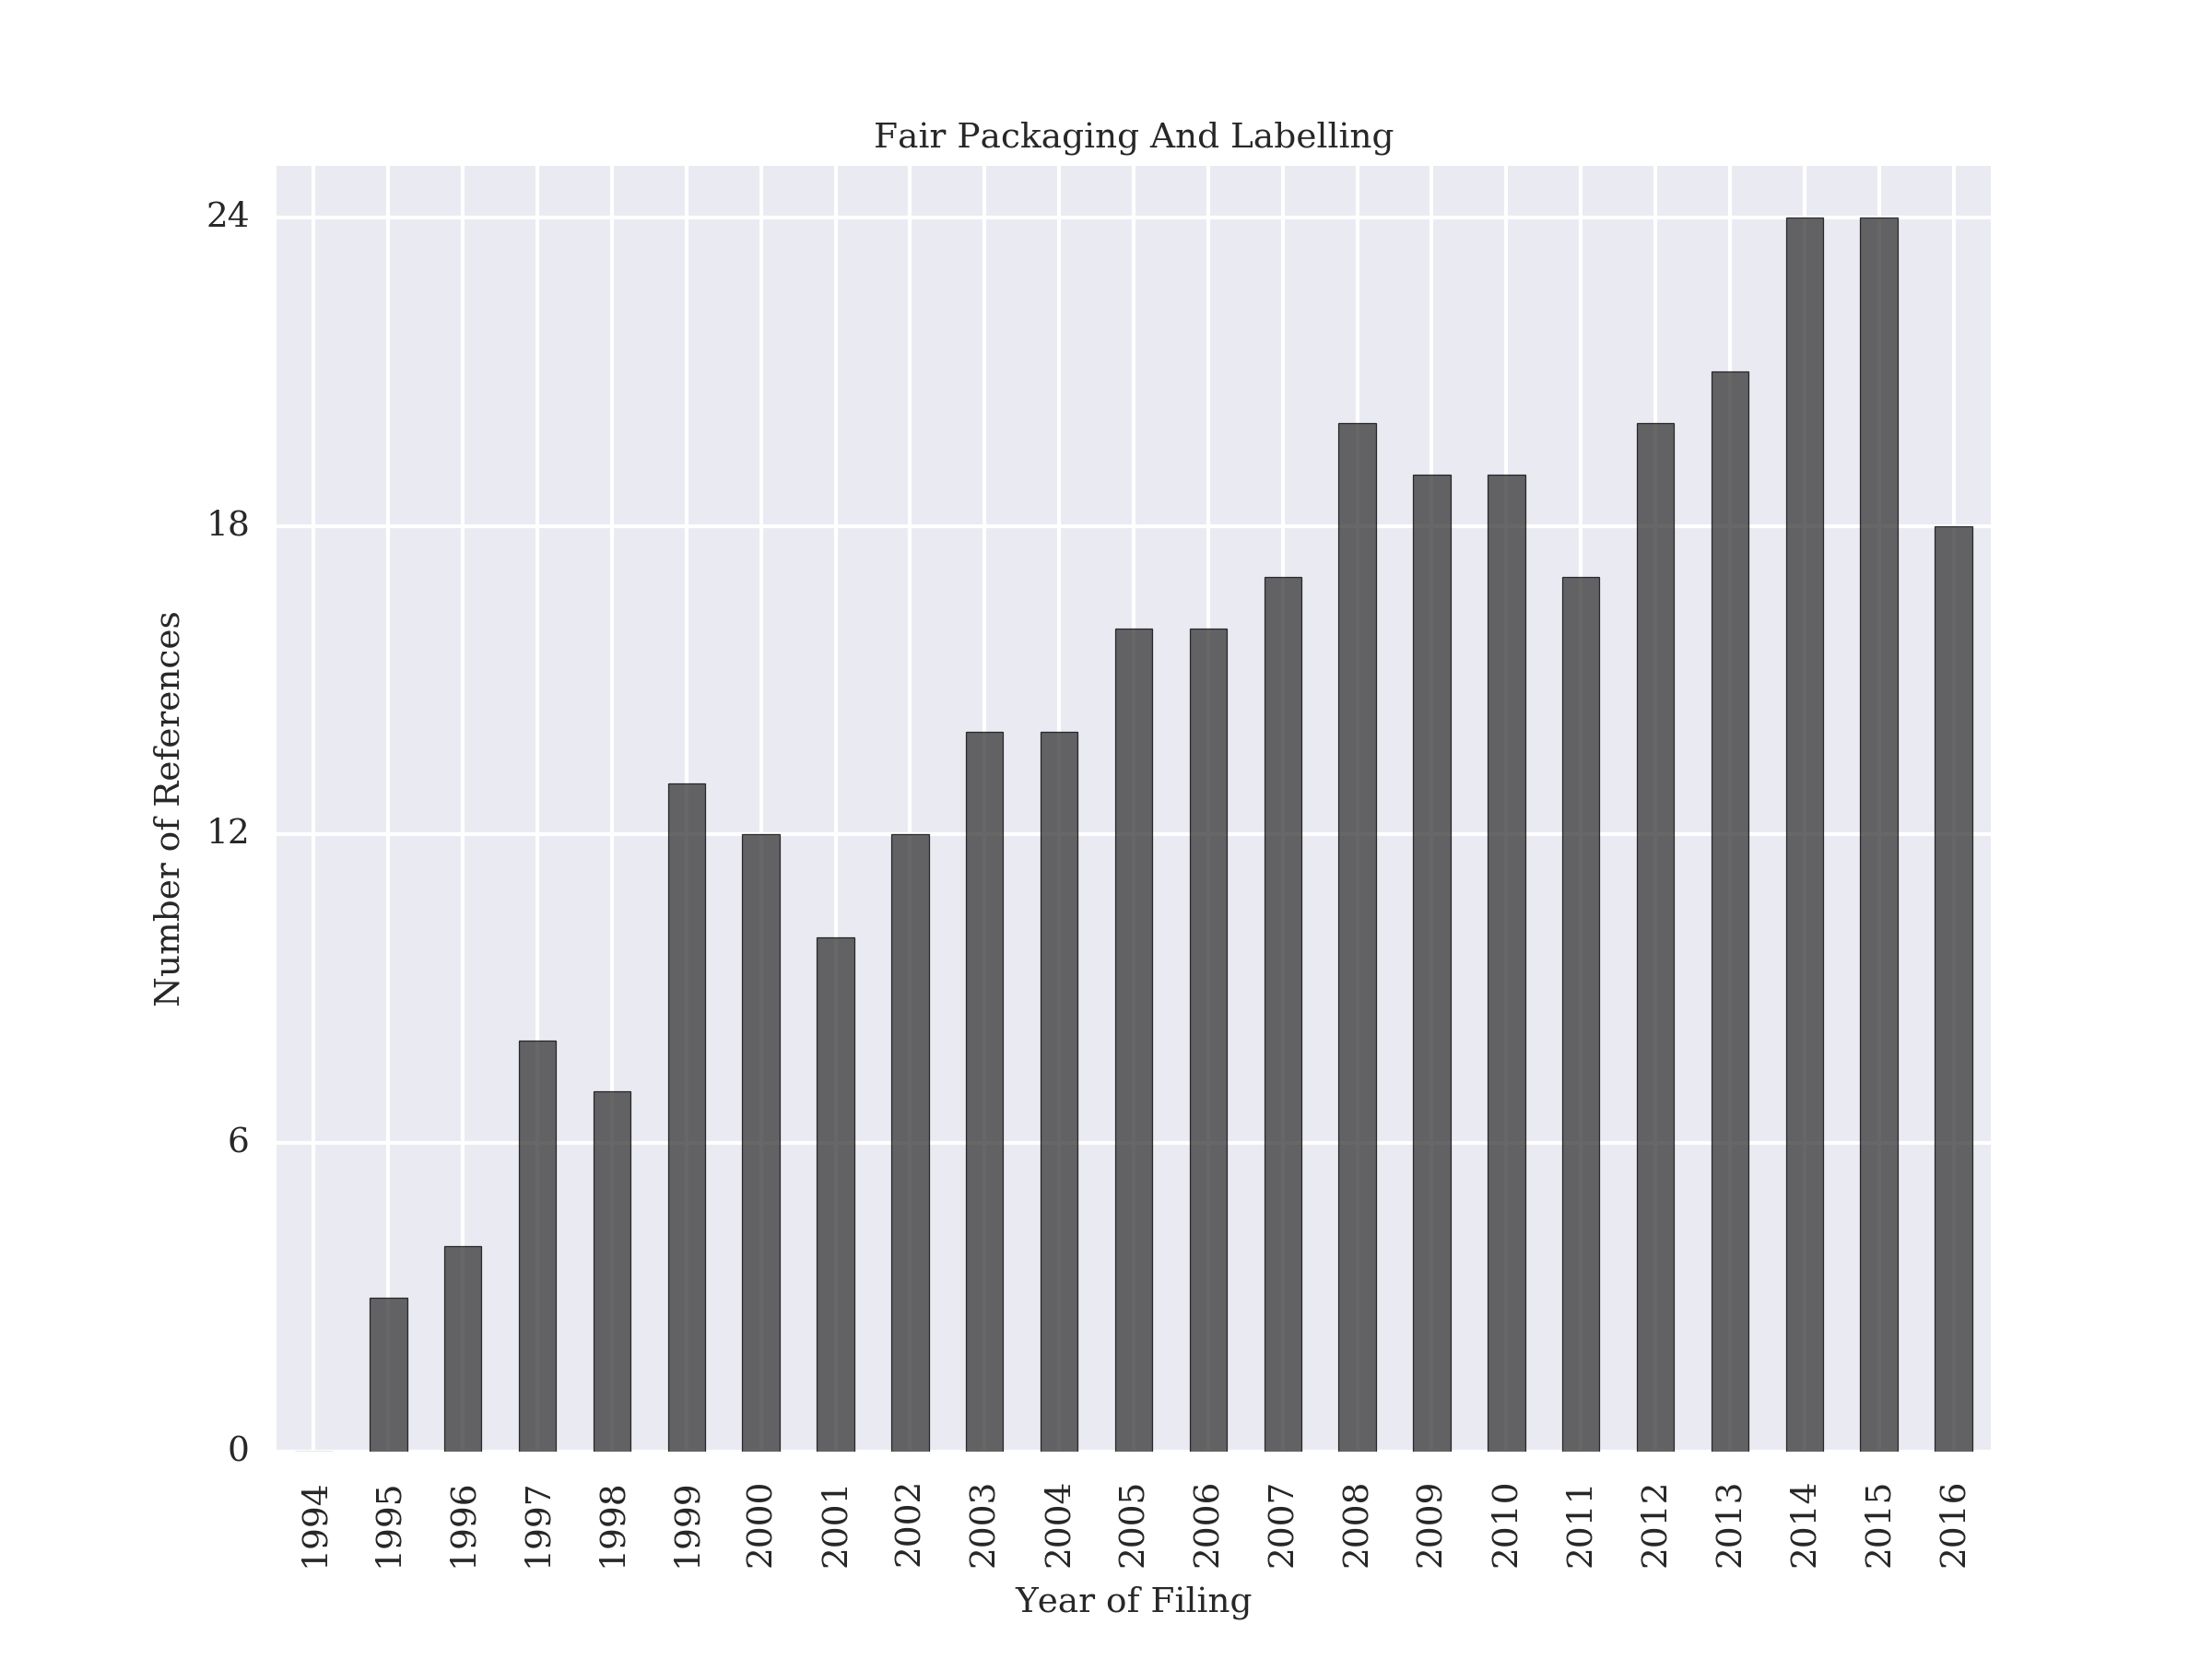 Fair Packaging And Labelling
24
18
12
6
0
Number of References
1994 1995 1996 1997 1998 1999 2000 2001 2002 2003 2004 2005 2006 2007 2008 2009 2010 2011 2012 2013 2014 2015 2016
Year of Filing